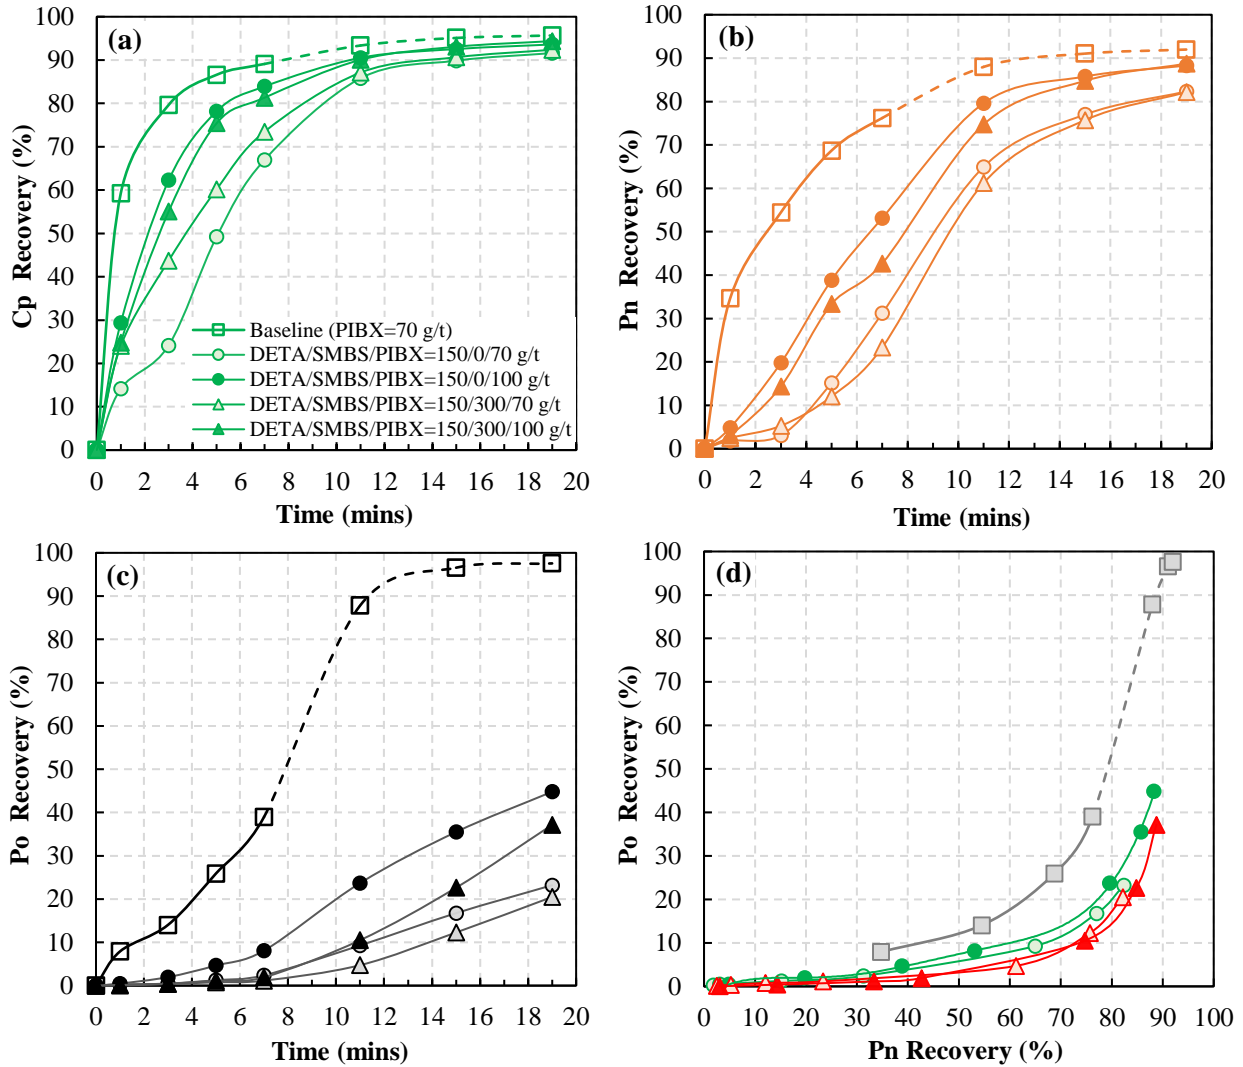 (a)
Cp Recovery (%)
100
90
80
70
60
50
40
30
20
10
0
Baseline (PIBX=70 g/t)
DETA/SMBS/PIBX=150/0/70 g/t
DETA/SMBS/PIBX=150/0/100 g/t
DETA/SMBS/PIBX=150/300/70 g/t
DETA/SMBS/PIBX=150/300/100 g/t
0 2 4 6 8 10 12 14 16 18 20
Time (mins)
(b)
Pn Recovery (%)
100
90
80
70
60
50
40
30
20
10
0
0 2 4 6 8 10 12 14 16 18 20
Time (mins)
(c)
Po Recovery (%)
100
90
80
70
60
50
40
30
20
10
0
0 2 4 6 8 10 12 14 16 18 20
Time (mins)
(d)
Po Recovery (%)
100
90
80
70
60
50
40
30
20
10
0
0 10 20 30 40 50 60 70 80 90 100
Pn Recovery (%)